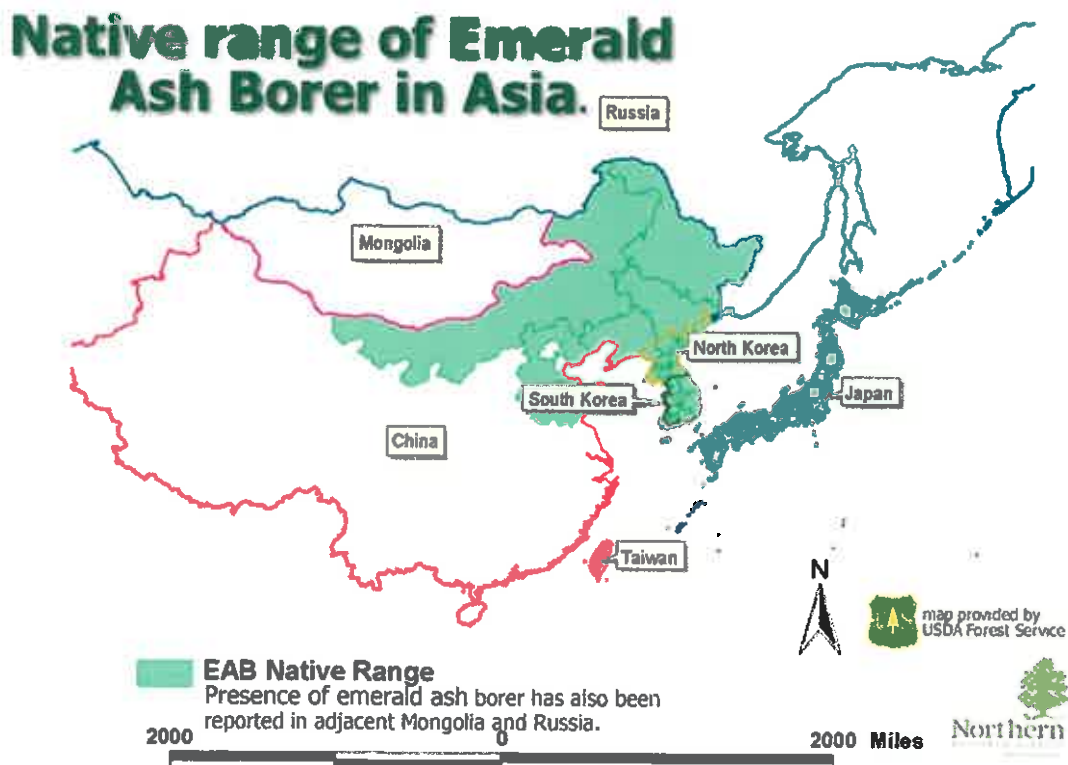 Native range of Emerald
Ash Borer in Asia.
Russia
Mongolia
North Korea
South Korea
Japan
China
Taiwan
N
map provided by
USDA Forest Service
EAB Native Range
Presence of emerald ash borer has also been
reported in adjacent Mongolia and Russia.
2000 0 2000 Miles
Northern